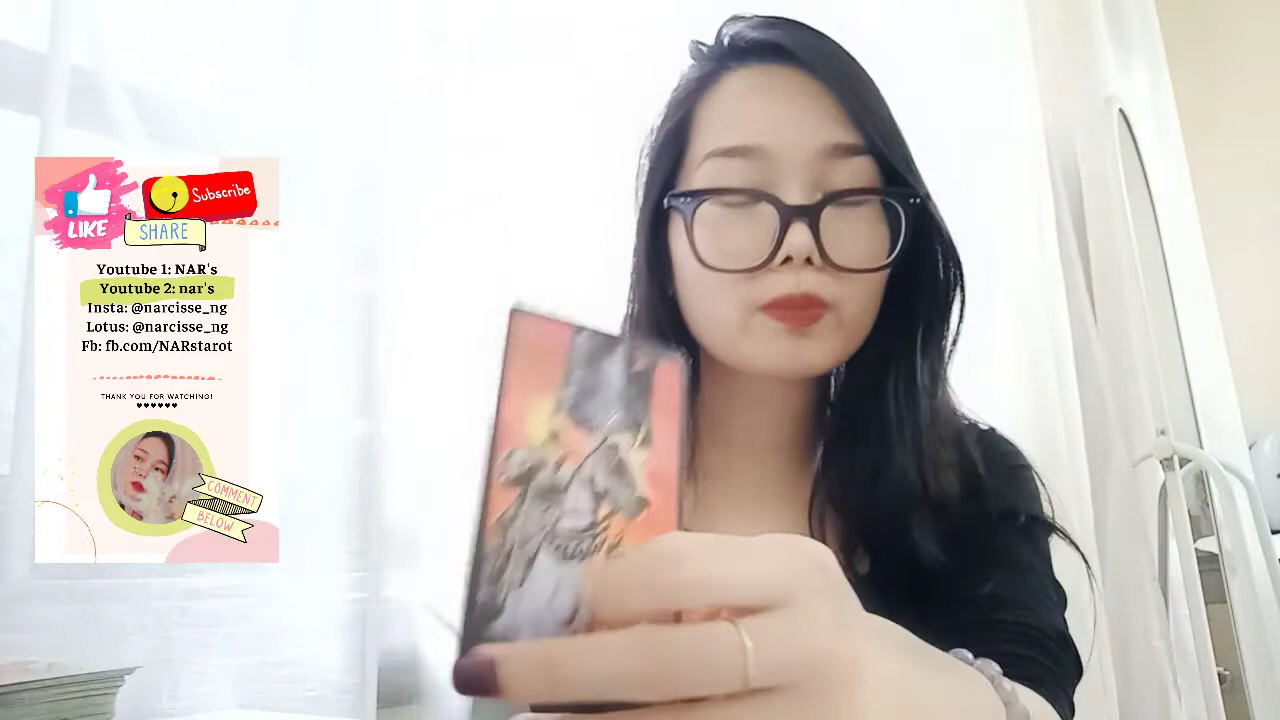 LIKE
Subscribe
SHARE
Youtube 1: NAR's
Youtube 2: nar's
Insta: @narcisse_ng
Lotus: @narcisse_ng
Fb: fb.com/NARstarot
THANK YOU FOR WATCHING!
COMMENT
BELOW